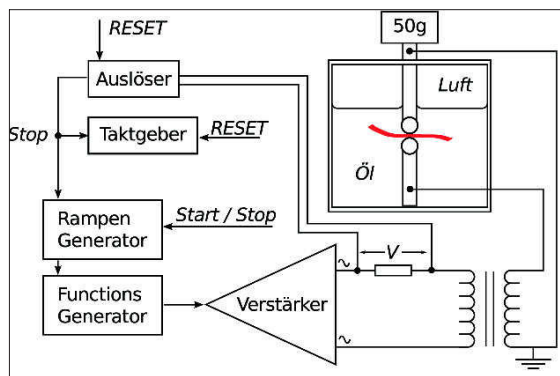 50g
RESET
Auslöser
Luft
Stop
Taktgeber
RESET
Öl
Rampen
Generator
Start / Stop
V
Functions
Generator
Verstärker
~
~